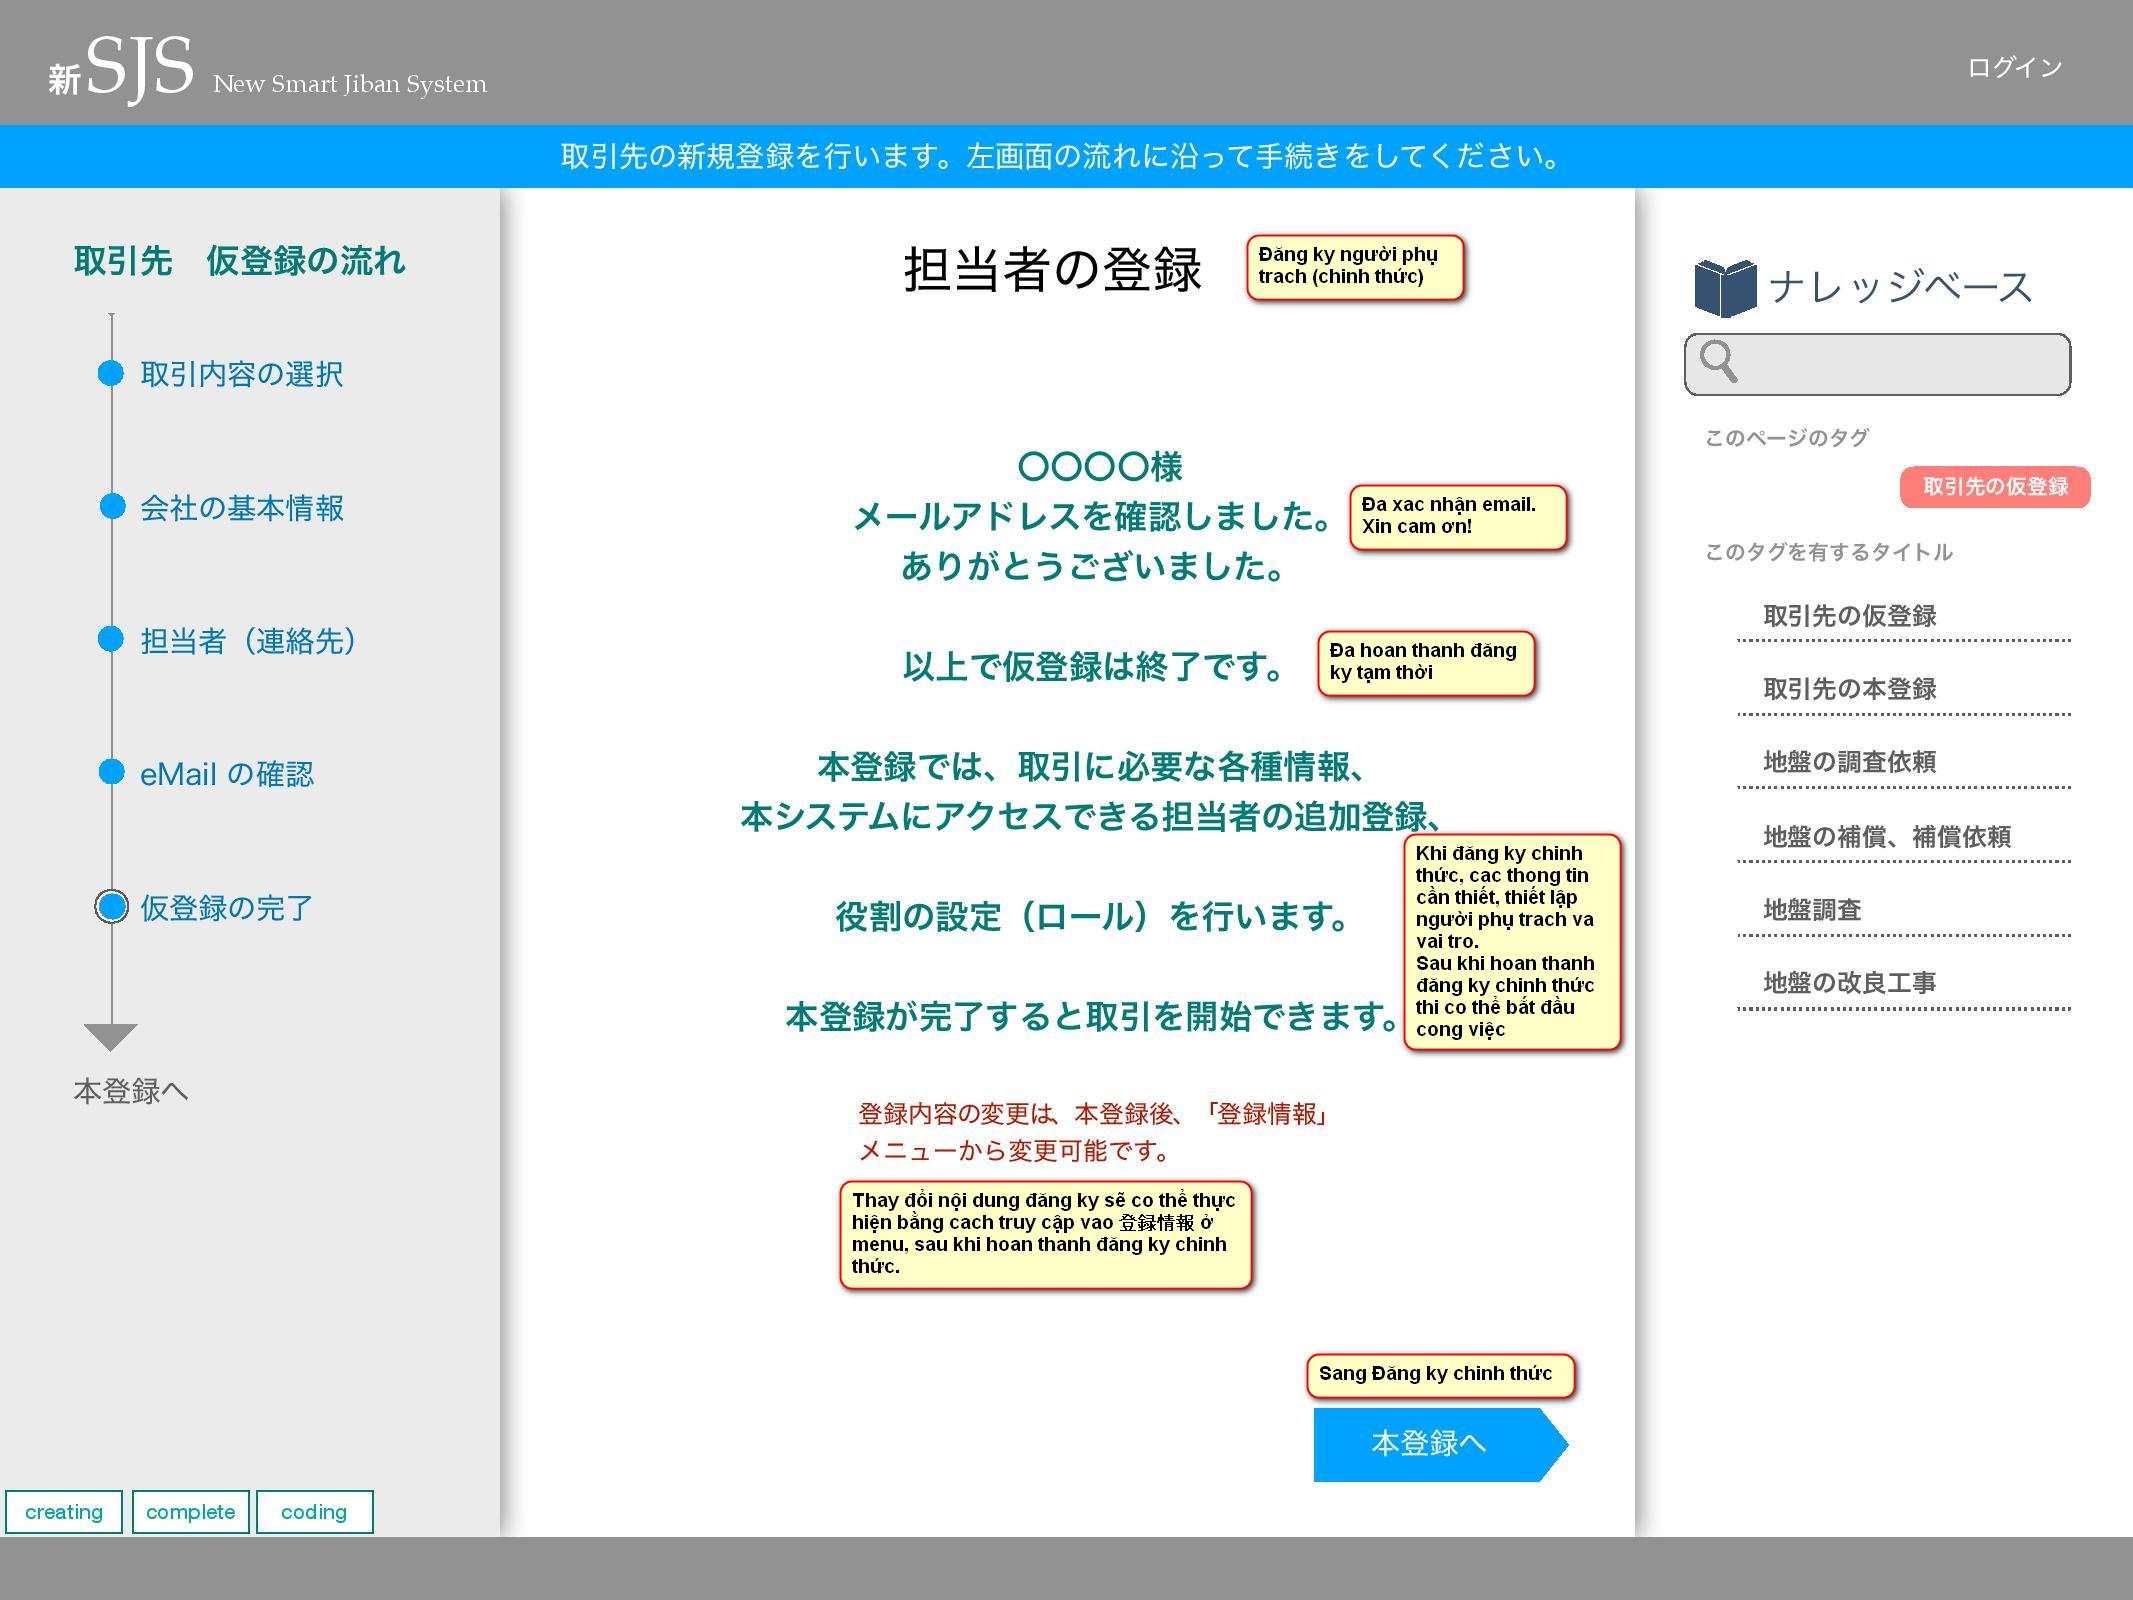 新SJS New Smart Jiban System
ログイン
取引先の新規登録を行います。左画面の流れに沿って手続きをしてください。
取引先　仮登録の流れ
取引内容の選択
会社の基本情報
担当者（連絡先）
eMail の確認
仮登録の完了
本登録へ
creating
complete
coding
担当者の登録
Đăng ky người phụ
trach (chinh thức)
〇〇〇〇様
メールアドレスを確認しました。
ありがとうございました。
Đa xac nhận email.
Xin cam ơn!
以上で仮登録は終了です。
Đa hoan thanh đăng
ky tạm thời
本登録では、取引に必要な各種情報、
本システムにアクセスできる担当者の追加登録、
役割の設定（ロール）を行います。
本登録が完了すると取引を開始できます。
Khi đăng ky chinh
thức, cac thong tin
cần thiết, thiết lập
người phụ trach va
vai tro.
Sau khi hoan thanh
đăng ky chinh thức
thi co thể bắt đầu
cong việc
登録内容の変更は、本登録後、「登録情報」
メニューから変更可能です。
Thay đổi nội dung đăng ky sẽ co thể thực
hiện bằng cach truy cập vao 登録情報 ở
menu, sau khi hoan thanh đăng ky chinh
thức.
Sang Đăng ky chinh thức
本登録へ
ナレッジベース
このページのタグ
取引先の仮登録
このタグを有するタイトル
取引先の仮登録
取引先の本登録
地盤の調査依頼
地盤の補償、補償依頼
地盤調査
地盤の改良工事